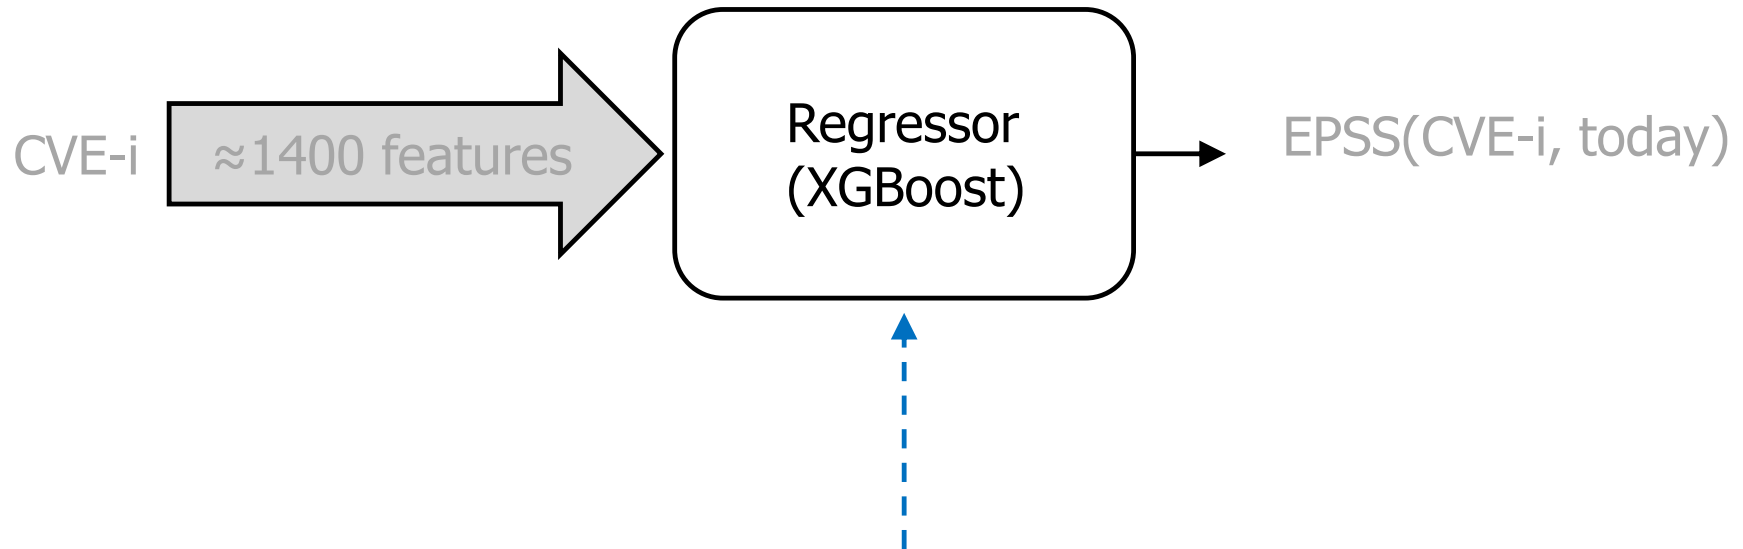 CVE-i
≈1400 features
Regressor
(XGBoost)
EPSS(CVE-i, today)